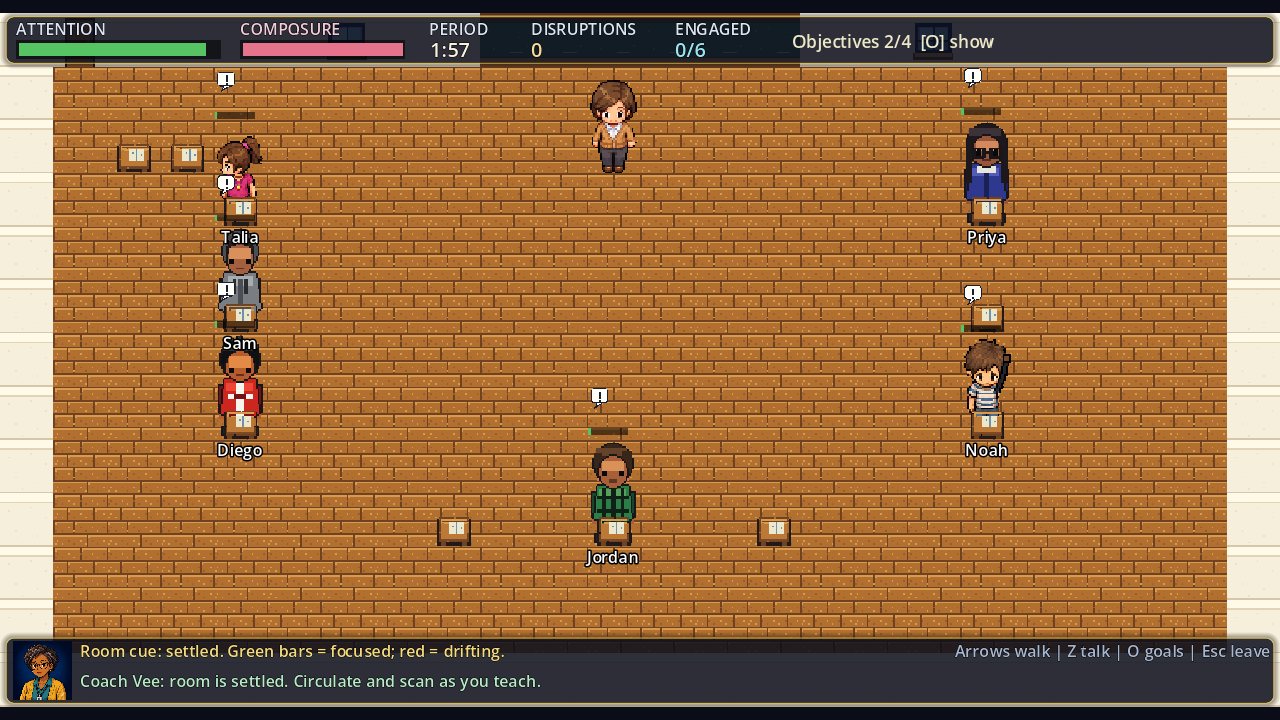 ATTENTION COMPOSURE PERIOD DISRUPTIONS ENGAGED
1:57 0 0/6
Objectives 2/4 [O] show
!
!
Talia
Priya
!
!
Sam
!
!
Diego
Noah
Jordan
Room cue: settled. Green bars = focused; red = drifting.
Arrows walk | Z talk | O goals | Esc leave
Coach Vee: room is settled. Circulate and scan as you teach.